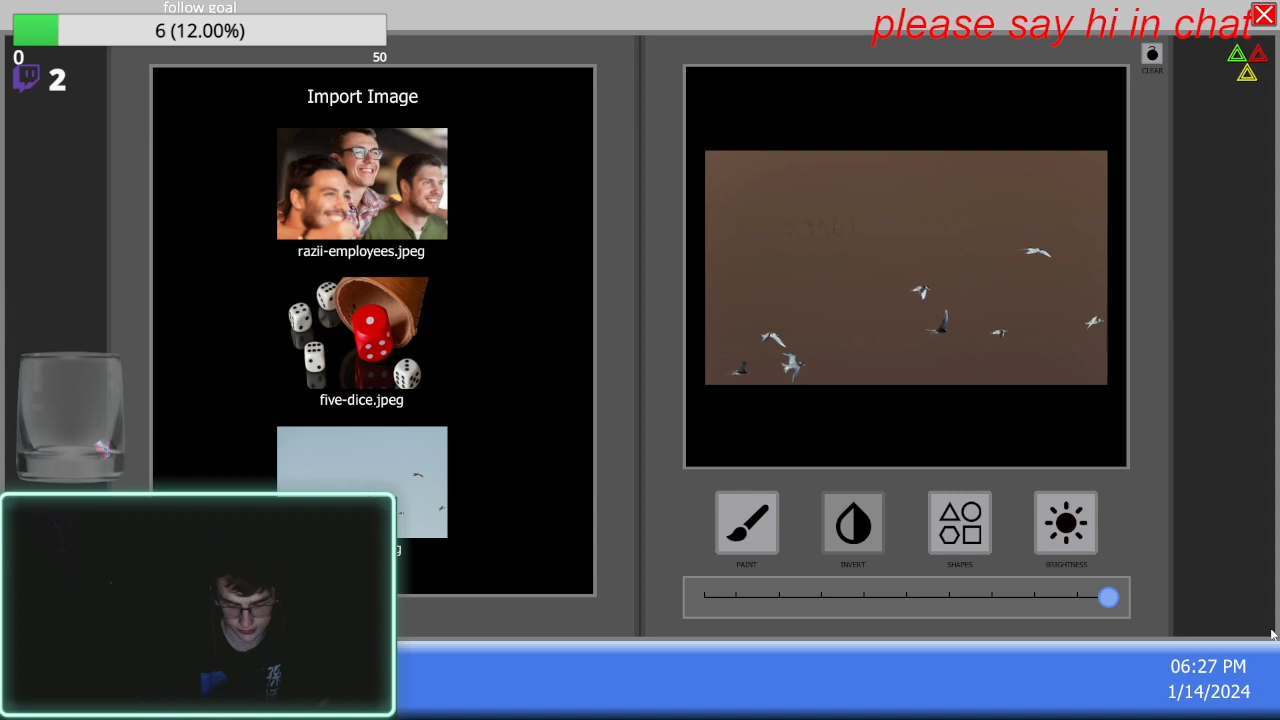 follow goal
6 (12.00%)
please say hi in chat
0
50
2
CLEAR
Import Image
razii-employees.jpeg
five-dice.jpeg
PAINT
INVERT
SHAPES
BRIGHTNESS
06:27 PM
1/14/2024